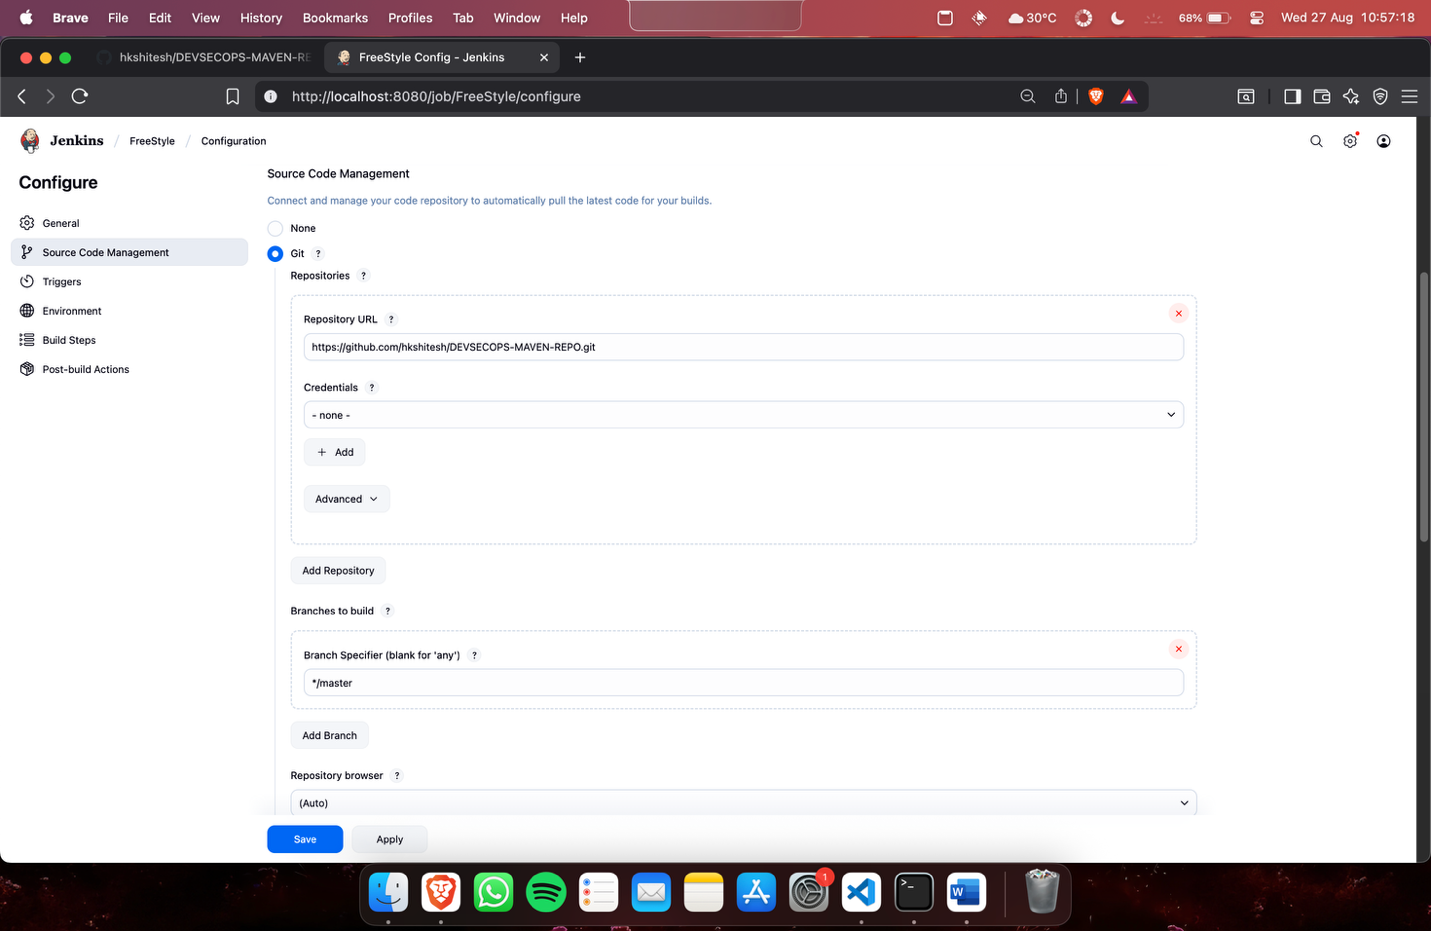 Brave File Edit View History Bookmarks Profiles Tab Window Help 30°C 68% Wed 27 Aug 10:57:18
hkshitesh/DEVSECOPS-MAVEN-RE FreeStyle Config - Jenkins
http://localhost:8080/job/FreeStyle/configure
Jenkins / FreeStyle / Configuration
Configure
General
Source Code Management
Triggers
Environment
Build Steps
Post-build Actions
Source Code Management
Connect and manage your code repository to automatically pull the latest code for your builds.
None
Git ?
Repositories ?
Repository URL ?
https://github.com/hkshitesh/DEVSECOPS-MAVEN-REPO.git
Credentials ?
- none -
+ Add
Advanced
Add Repository
Branches to build ?
Branch Specifier (blank for 'any') ?
*/master
Add Branch
Repository browser ?
(Auto)
Save Apply
1
>_
W